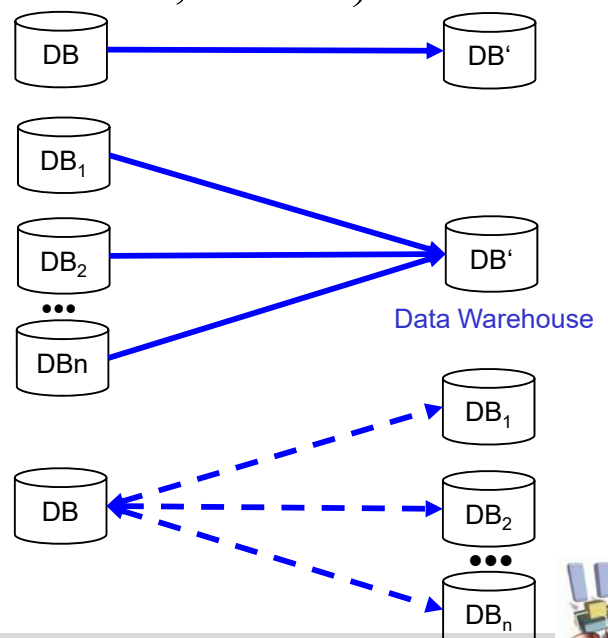 DB DB‘
DB₁
DB₂ DB‘
•••
Data Warehouse
DBn
DB₁
DB DB₂
•••
DBₙ